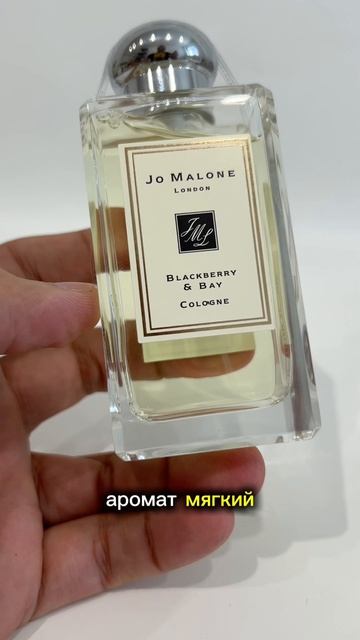 Jo Malone
London
JML
Blackberry
& Bay
Cologne
аромат мягкий